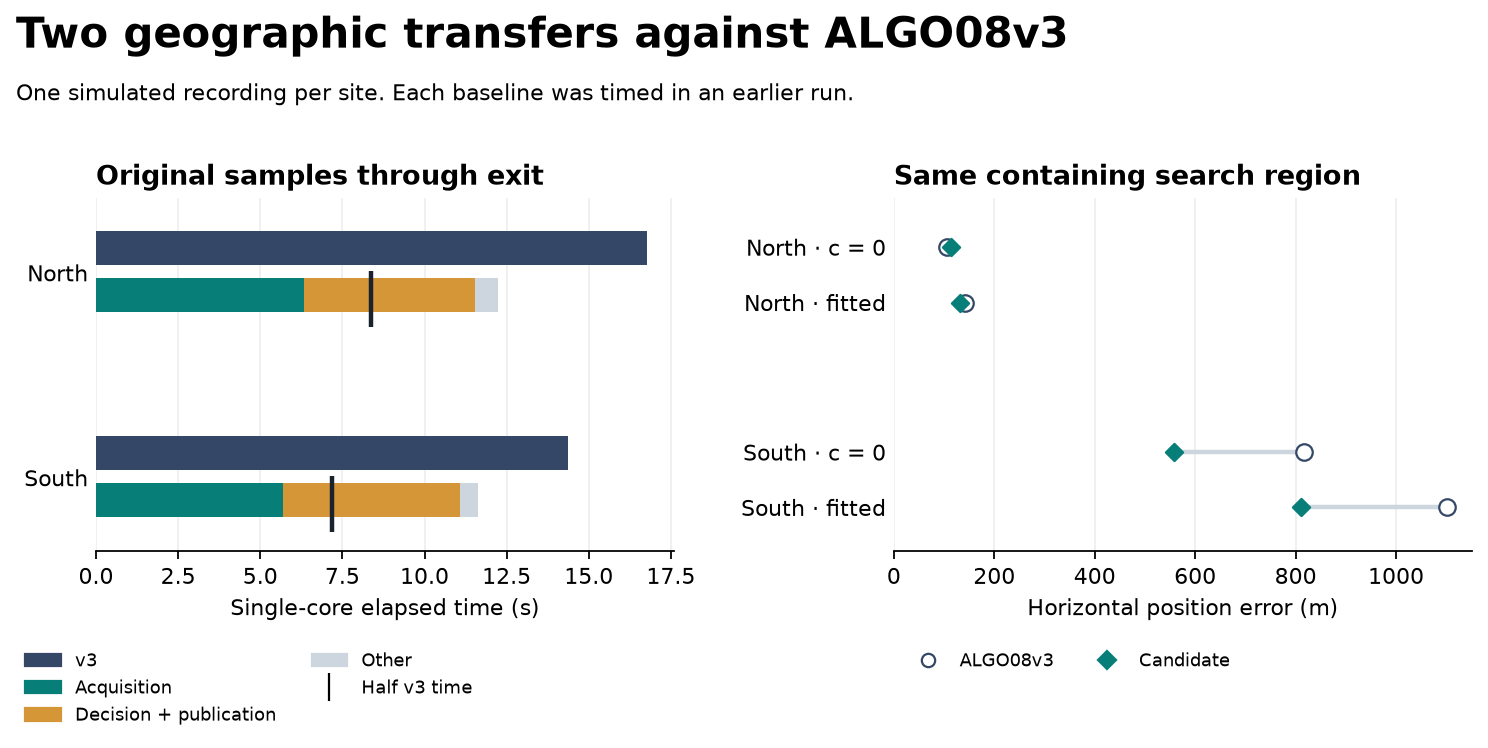 Two geographic transfers against ALGO08v3
One simulated recording per site. Each baseline was timed in an earlier run.
Original samples through exit
North
South
0.0 2.5 5.0 7.5 10.0 12.5 15.0 17.5
Single-core elapsed time (s)
v3
Acquisition
Decision + publication
Other
Half v3 time
Same containing search region
North · c = 0
North · fitted
South · c = 0
South · fitted
0 200 400 600 800 1000
Horizontal position error (m)
ALGO08v3
Candidate